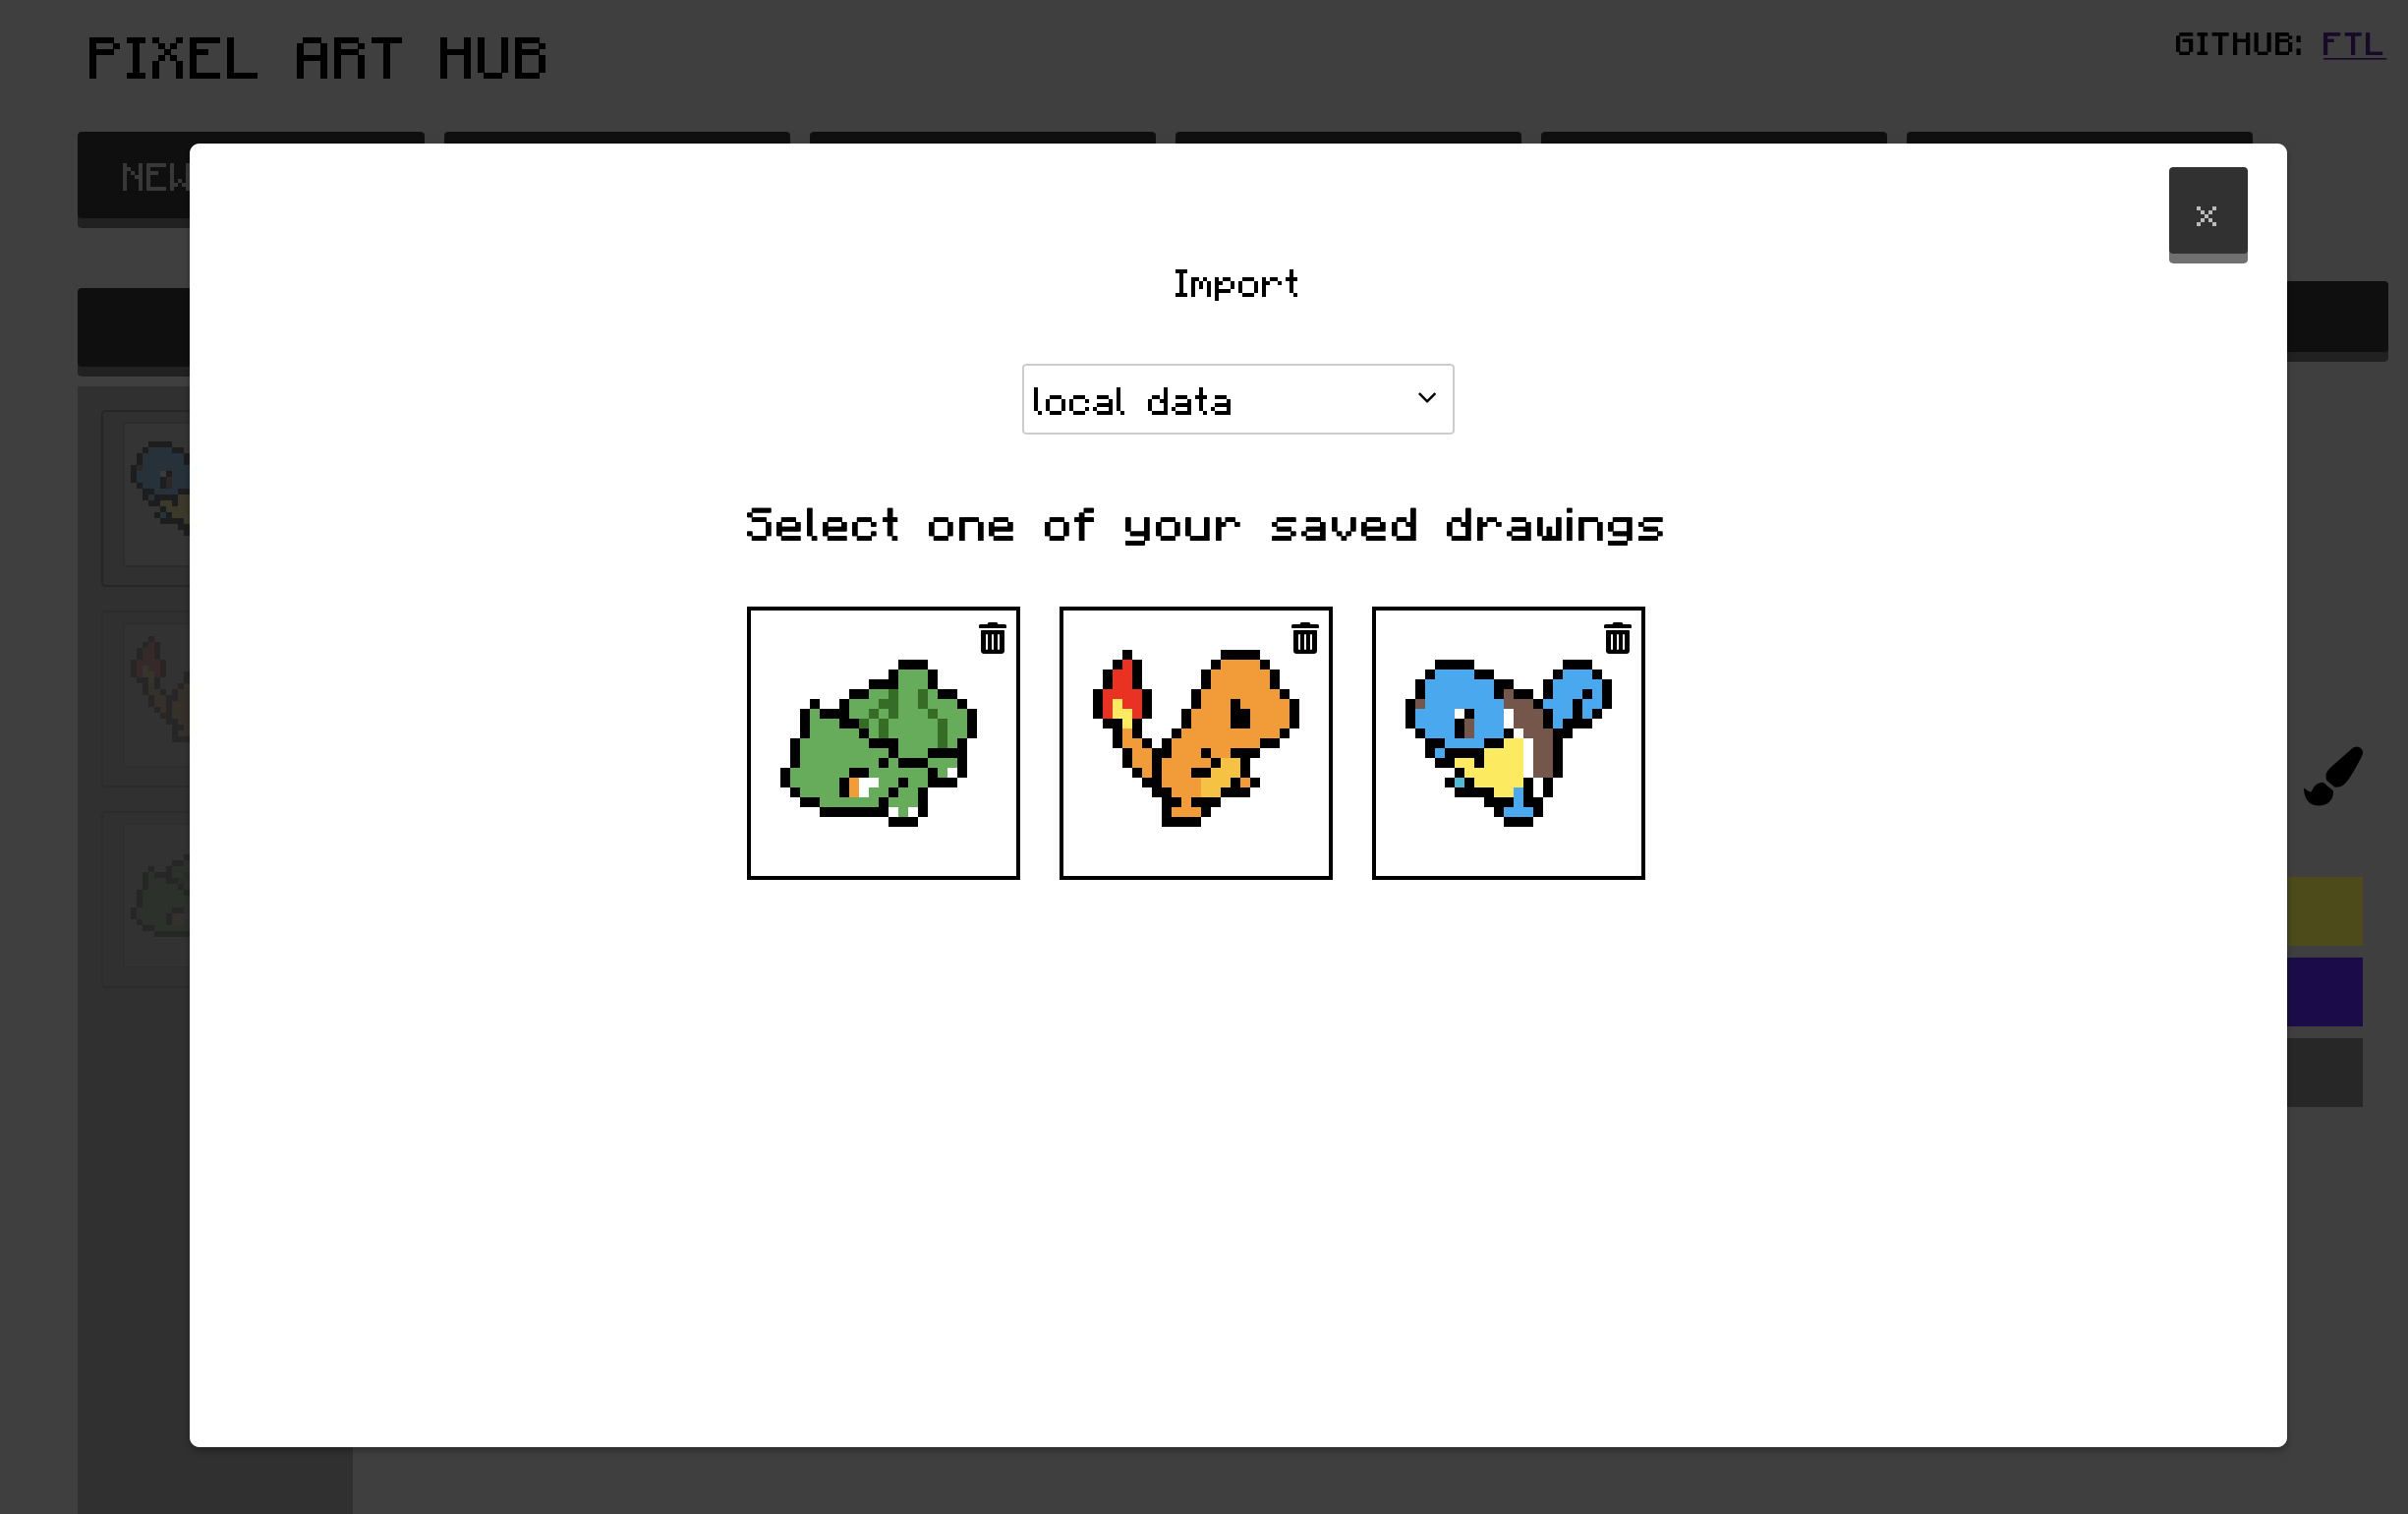 PIXEL ART HUB
GITHUB: FTL
NEW
x
Import
local data
Select one of your saved drawings